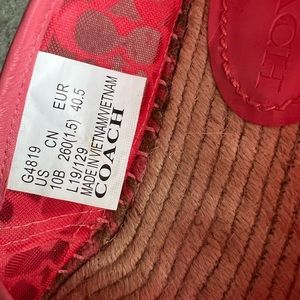 G4819
US CN EUR
10B 260(1.5) 40.5
L19/129
MADE IN VIETNAM/VIETNAM
COACH